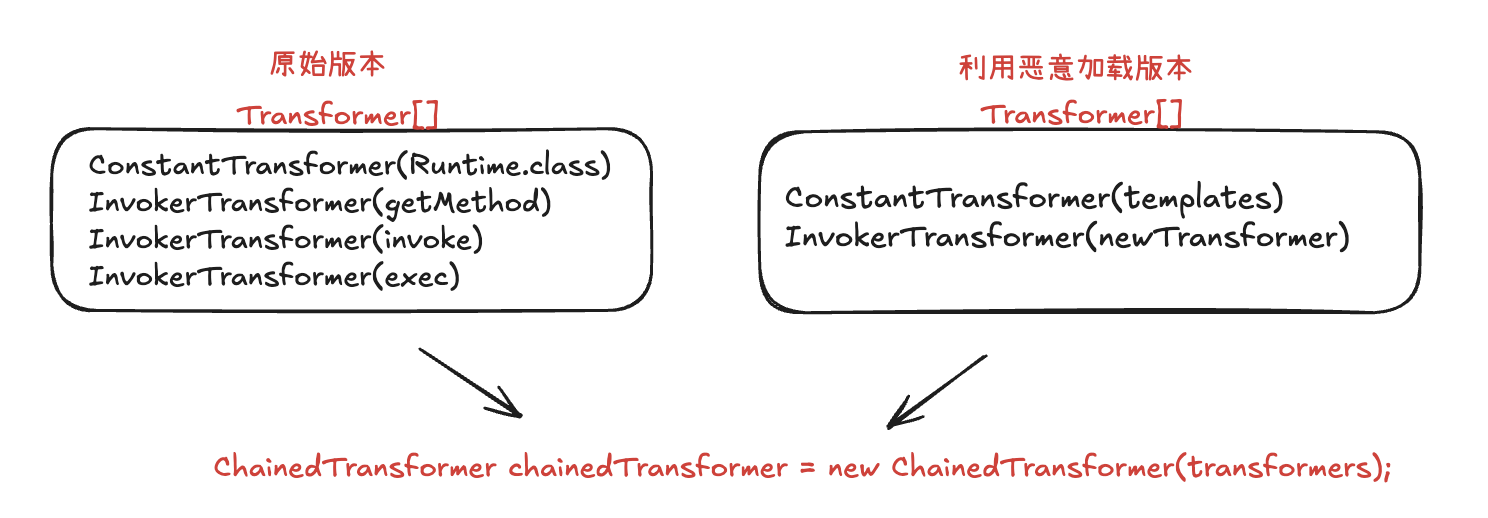 原始版本
Transformer[]
ConstantTransformer(Runtime.class)
InvokerTransformer(getMethod)
InvokerTransformer(invoke)
InvokerTransformer(exec)
利用恶意加载版本
Transformer[]
ConstantTransformer(templates)
InvokerTransformer(newTransformer)
ChainedTransformer chainedTransformer = new ChainedTransformer(transformers);